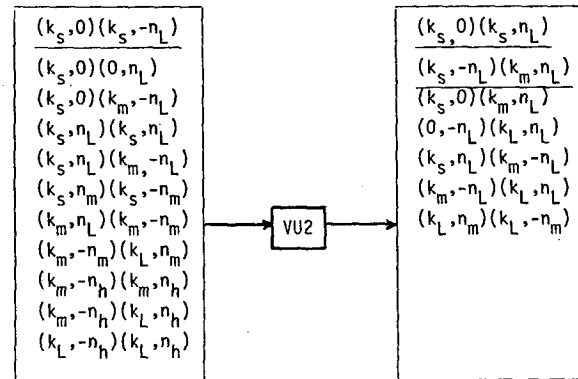 (k_s,0)(k_s,-n_L)
(k_s,0)(0,n_L)
(k_s,0)(k_m,-n_L)
(k_s,n_L)(k_s,n_L)
(k_s,n_L)(k_m,-n_L)
(k_s,n_m)(k_s,-n_m)
(k_m,n_L)(k_m,-n_m)
(k_m,-n_m)(k_L,n_m)
(k_m,-n_h)(k_m,n_h)
(k_m,-n_h)(k_L,n_h)
(k_L,-n_h)(k_L,n_h)
VU2
(k_s,0)(k_s,n_L)
(k_s,-n_L)(k_m,n_L)
(k_s,0)(k_m,n_L)
(0,-n_L)(k_L,n_L)
(k_s,n_L)(k_m,-n_L)
(k_m,-n_L)(k_L,n_L)
(k_L,n_m)(k_L,-n_m)